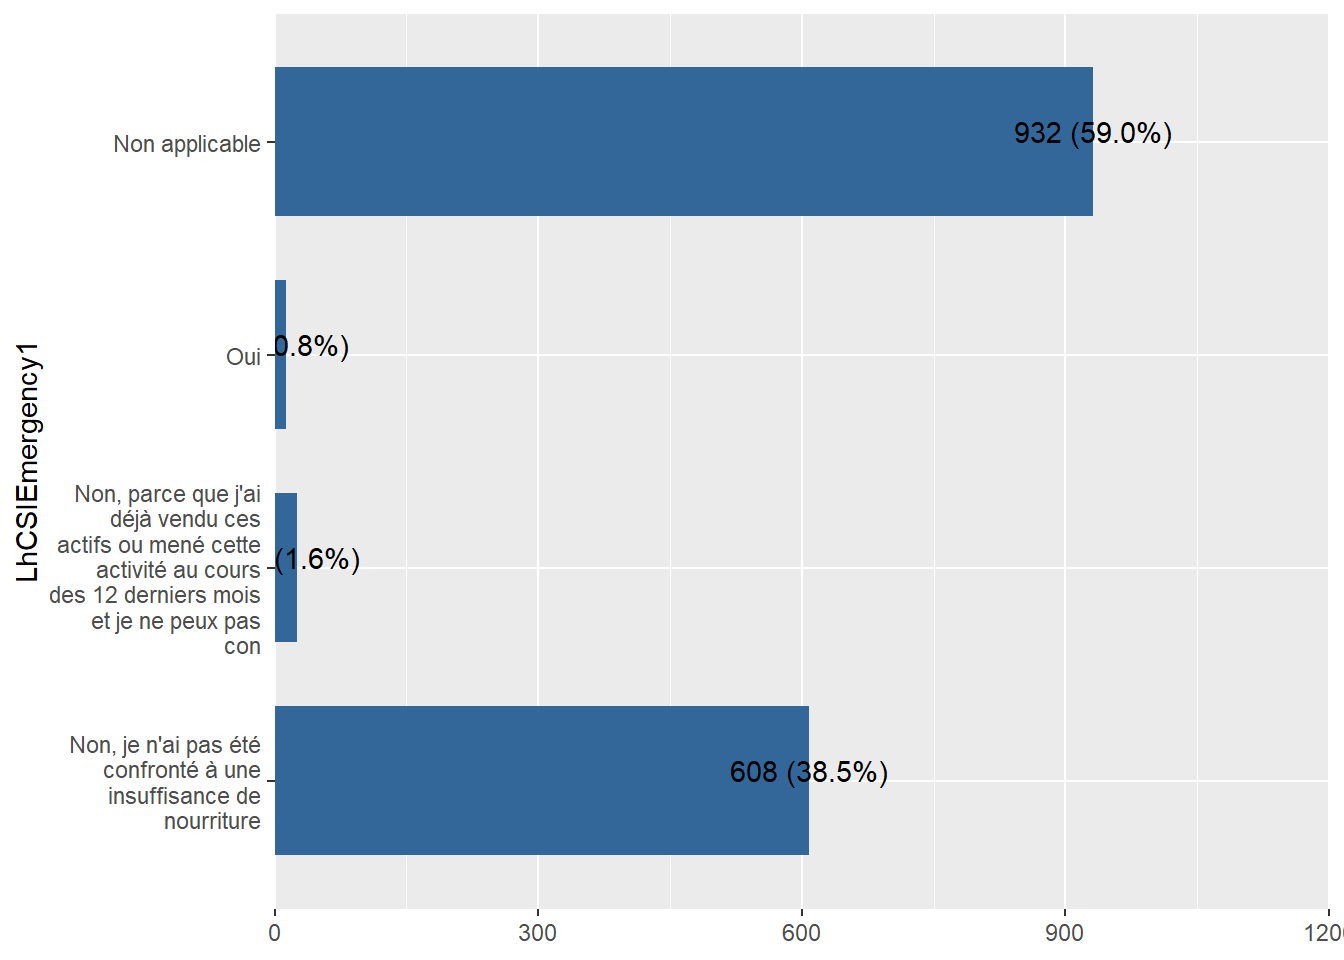 LhCSIEmergency1
Non applicable
932 (59.0%)
Oui
0.8%)
Non, parce que j'ai
déjà vendu ces
actifs ou mené cette
activité au cours
des 12 derniers mois
et je ne peux pas
con
(1.6%)
Non, je n'ai pas été
confronté à une
insuffisance de
nourriture
608 (38.5%)
0 300 600 900 120